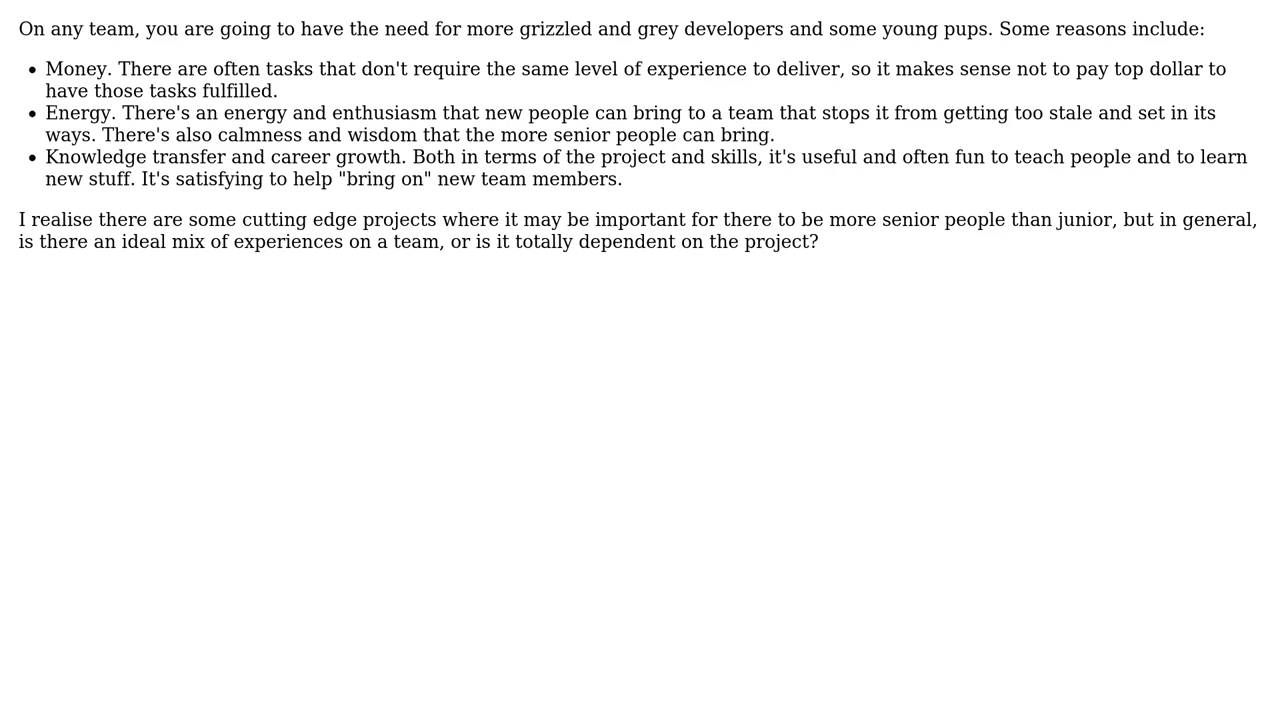 On any team, you are going to have the need for more grizzled and grey developers and some young pups. Some reasons include:
• Money. There are often tasks that don't require the same level of experience to deliver, so it makes sense not to pay top dollar to
have those tasks fulfilled.
• Energy. There's an energy and enthusiasm that new people can bring to a team that stops it from getting too stale and set in its
ways. There's also calmness and wisdom that the more senior people can bring.
• Knowledge transfer and career growth. Both in terms of the project and skills, it's useful and often fun to teach people and to learn
new stuff. It's satisfying to help "bring on" new team members.
I realise there are some cutting edge projects where it may be important for there to be more senior people than junior, but in general,
is there an ideal mix of experiences on a team, or is it totally dependent on the project?